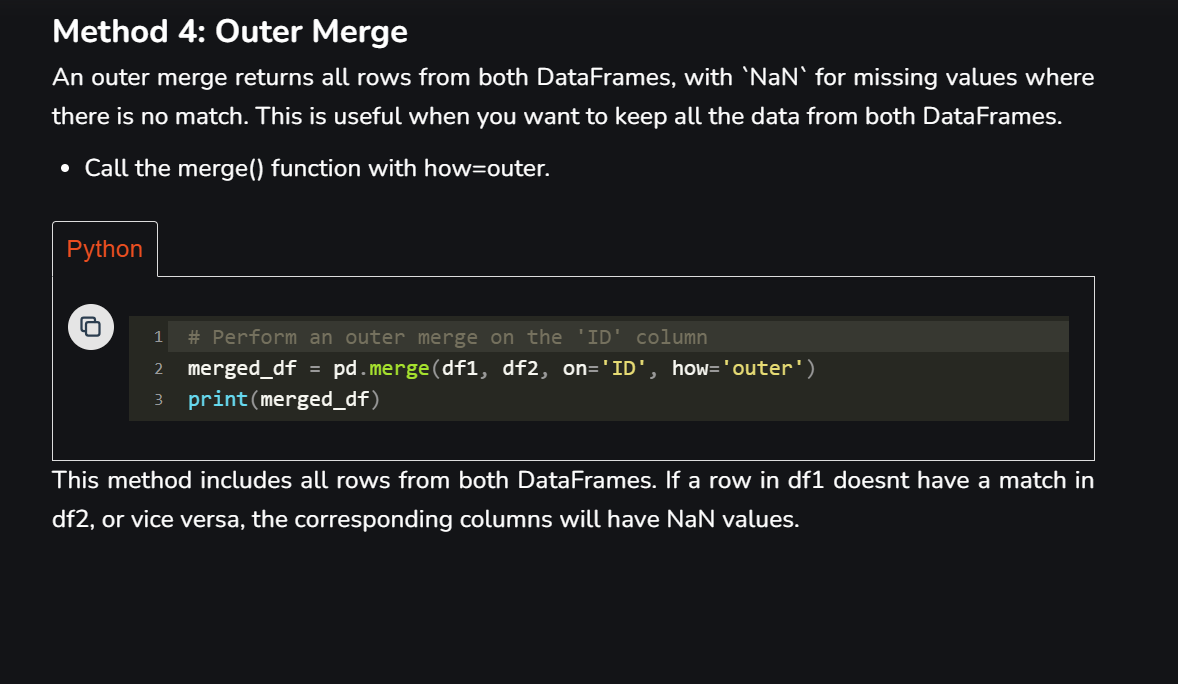 Method 4: Outer Merge
An outer merge returns all rows from both DataFrames, with `NaN` for missing values where
there is no match. This is useful when you want to keep all the data from both DataFrames.
• Call the merge() function with how=outer.
Python
1 # Perform an outer merge on the 'ID' column
2 merged_df = pd.merge(df1, df2, on='ID', how='outer')
3 print(merged_df)
This method includes all rows from both DataFrames. If a row in df1 doesnt have a match in
df2, or vice versa, the corresponding columns will have NaN values.